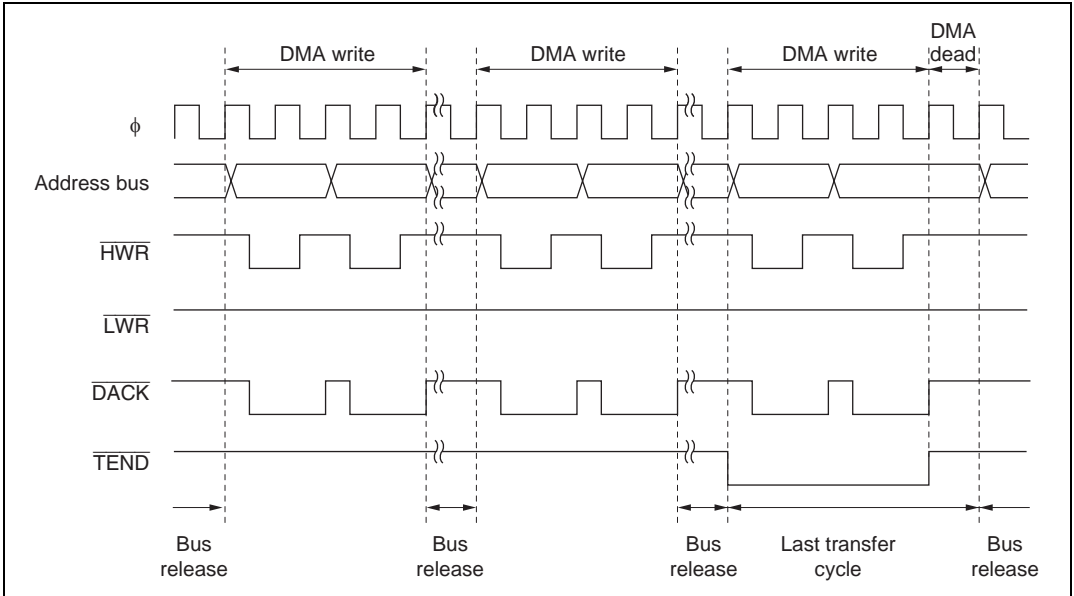 DMA write
DMA write
DMA write
DMA
dead
ϕ
Address bus
HWR
LWR
DACK
TEND
Bus
release
Bus
release
Bus
release
Last transfer
cycle
Bus
release